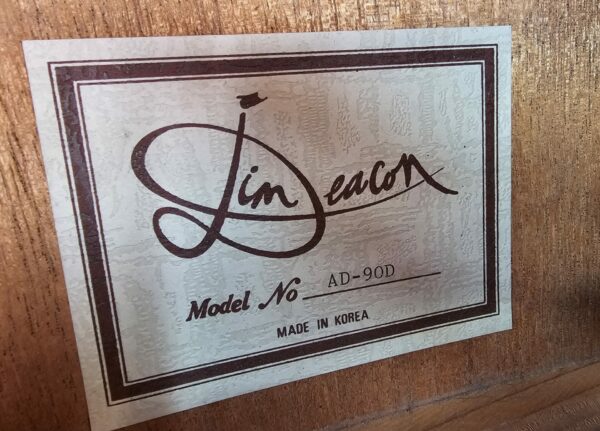 Jim Deacon
Model No AD-90D
MADE IN KOREA